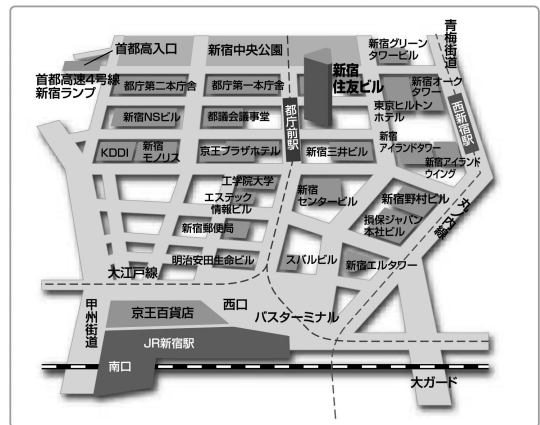 首都高入口
新宿中央公園
新宿グリーン
タワービル
青梅街道
首都高速4号線
新宿ランプ
都庁第二本庁舎
都庁第一本庁舎
新宿
住友ビル
新宿オーク
タワー
東京ヒルトン
ホテル
新宿NSビル
都議会議事堂
都庁前駅
西新宿駅
KDDI
新宿
モノリス
京王プラザホテル
新宿三井ビル
新宿
アイランドタワー
新宿アイランド
ウイング
工学院大学
エステック
情報ビル
新宿
センタービル
新宿野村ビル
損保ジャパン
本社ビル
丸ノ内線
新宿郵便局
明治安田生命ビル
スバルビル
新宿エルタワー
大江戸線
甲州街道
京王百貨店
西口
バスターミナル
JR新宿駅
南口
大ガード